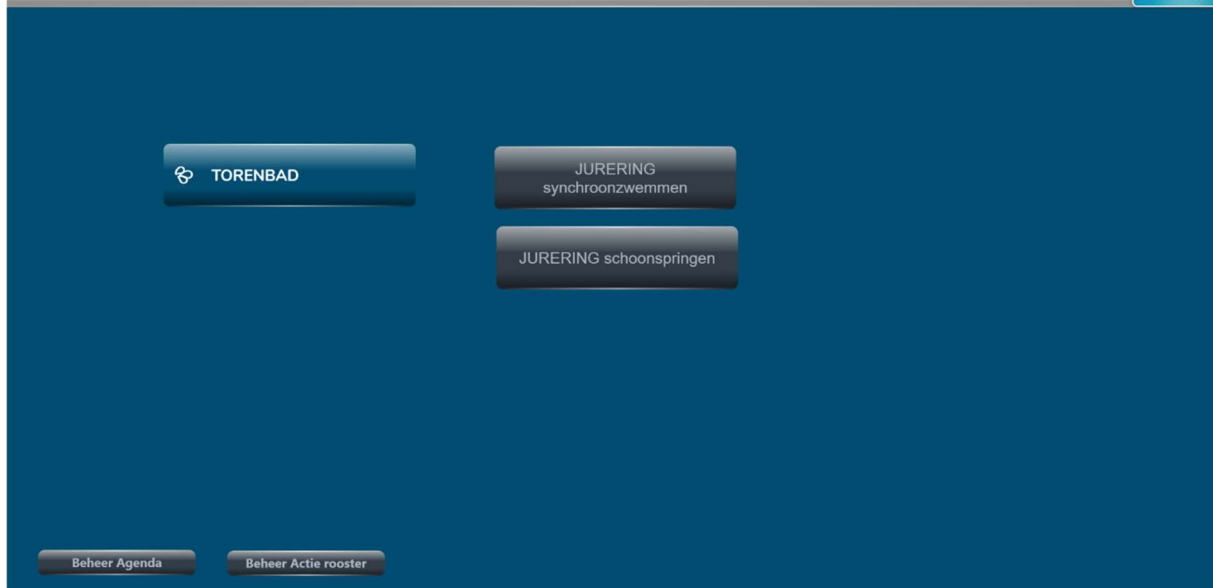 TORENBAD
JURERING
synchroonzwemmen
JURERING schoonspringen
Beheer Agenda
Beheer Actie rooster